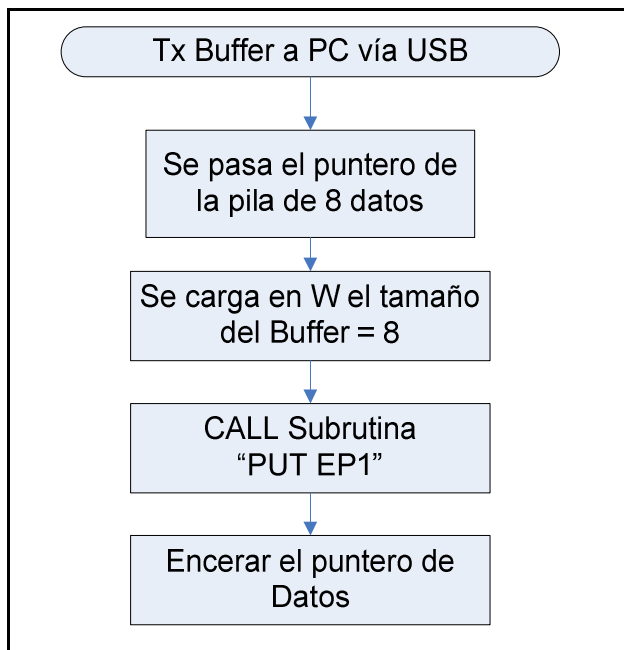 Tx Buffer a PC vía USB
Se pasa el puntero de
la pila de 8 datos
Se carga en W el tamaño
del Buffer = 8
CALL Subrutina
“PUT EP1”
Encerar el puntero de
Datos